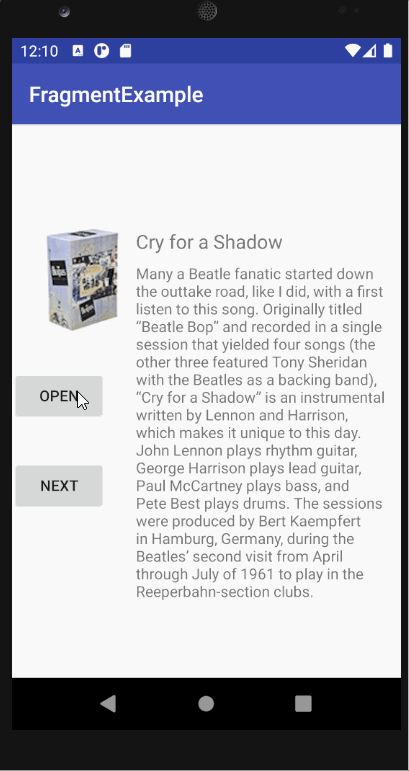 12:10
FragmentExample
Cry for a Shadow
Many a Beatle fanatic started down
the outtake road, like I did, with a first
listen to this song. Originally titled
“Beatle Bop” and recorded in a single
session that yielded four songs (the
other three featured Tony Sheridan
with the Beatles as a backing band),
“Cry for a Shadow” is an instrumental
written by Lennon and Harrison,
which makes it unique to this day.
John Lennon plays rhythm guitar,
George Harrison plays lead guitar,
Paul McCartney plays bass, and
Pete Best plays drums. The sessions
were produced by Bert Kaempfert
in Hamburg, Germany, during the
Beatles’ second visit from April
through July of 1961 to play in the
Reeperbahn-section clubs.
OPEN
NEXT